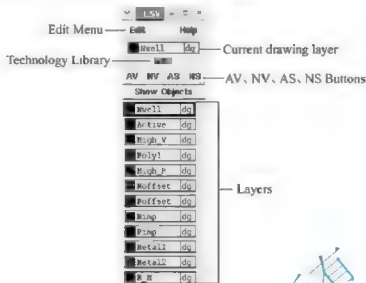 LSW
Edit Menu Edit Help
Nwell dg Current drawing layer
Technology Library
AV NV AS NS AV、NV、AS、NS Buttons
Show Objects
Nwell dg
Active dg
High_V dg
Poly1 dg
High_P dg
Noffset dg
Poffset dg
Nimp dg
Pimp dg
Metal1 dg
Metal2 dg
dg
Layers